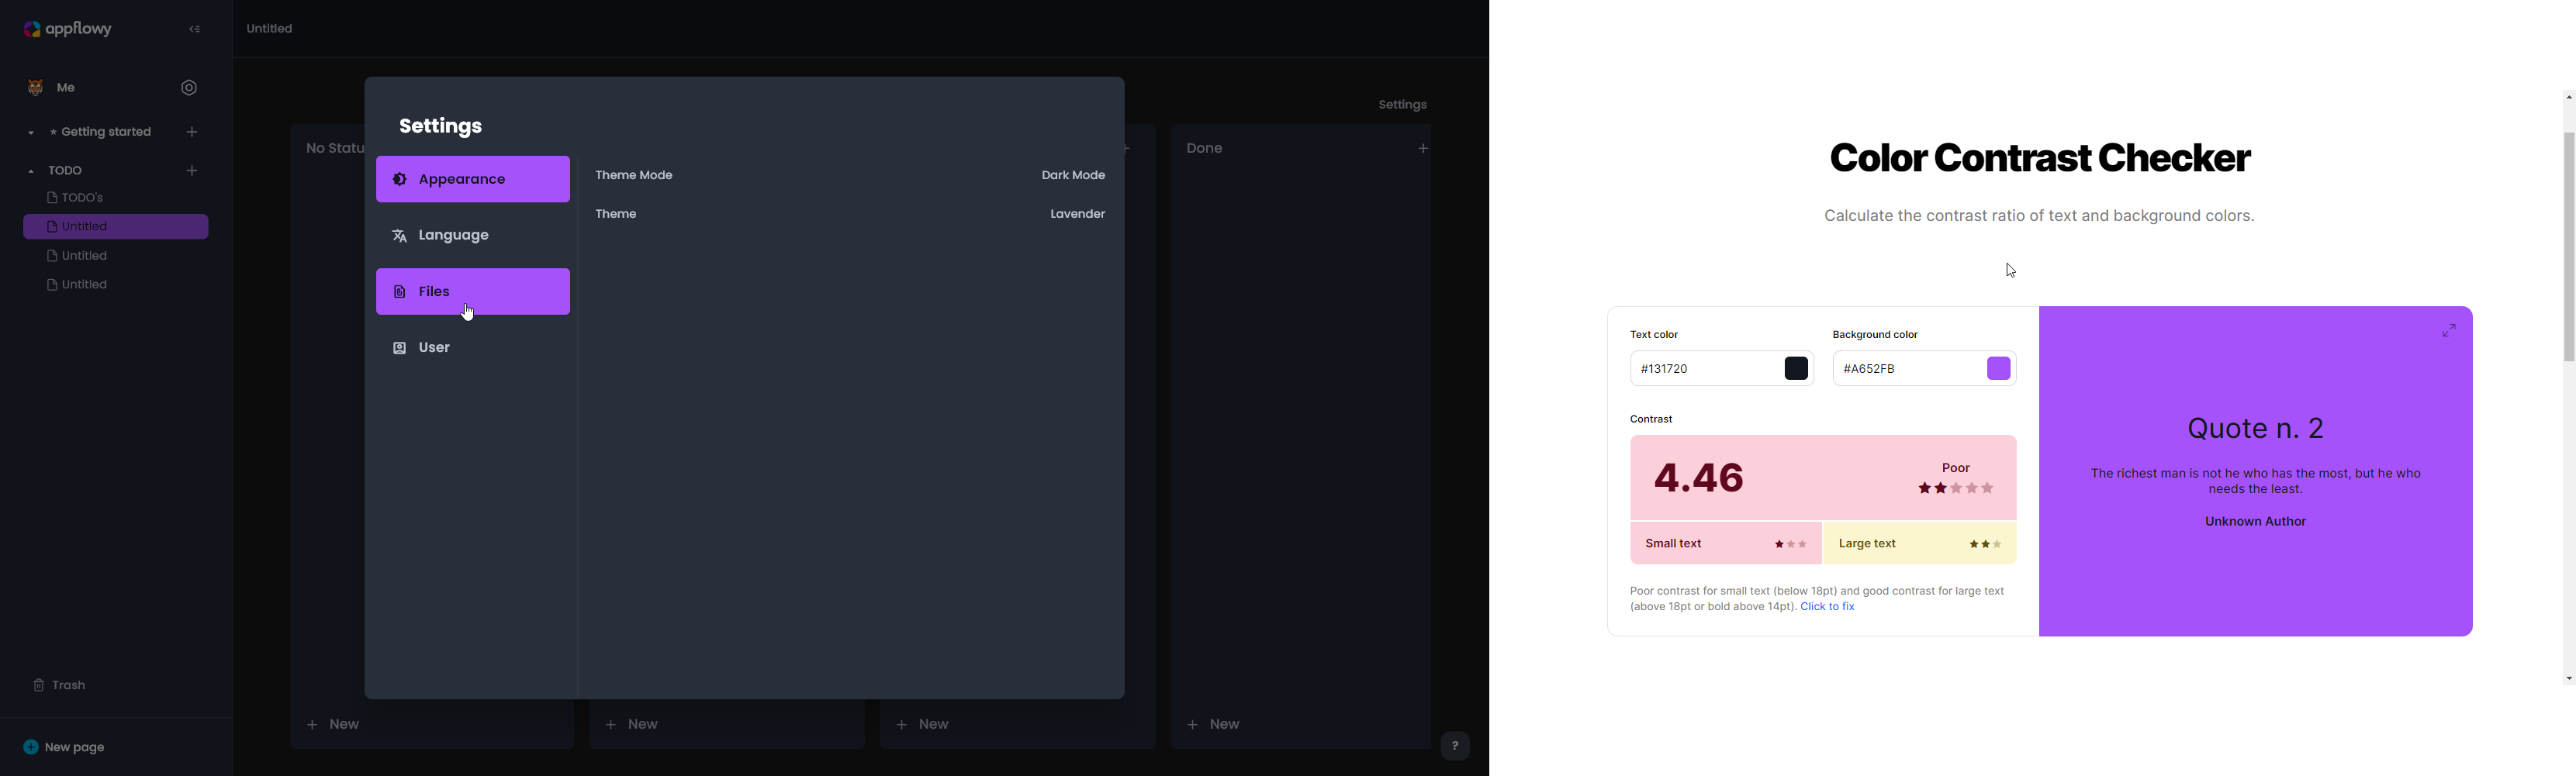 appflowy
Untitled
Me
Getting started
TODO
TODO's
Untitled
Untitled
Untitled
Trash
New page
Settings
No Statu
Done
New
New
New
New
?
Settings
Appearance
Language
Files
User
Theme Mode
Dark Mode
Theme
Lavender
Color Contrast Checker
Calculate the contrast ratio of text and background colors.
Text color
Background color
#131720
#A652FB
Contrast
4.46
Poor
Small text
Large text
Poor contrast for small text (below 18pt) and good contrast for large text
(above 18pt or bold above 14pt). Click to fix
Quote n. 2
The richest man is not he who has the most, but he who
needs the least.
Unknown Author